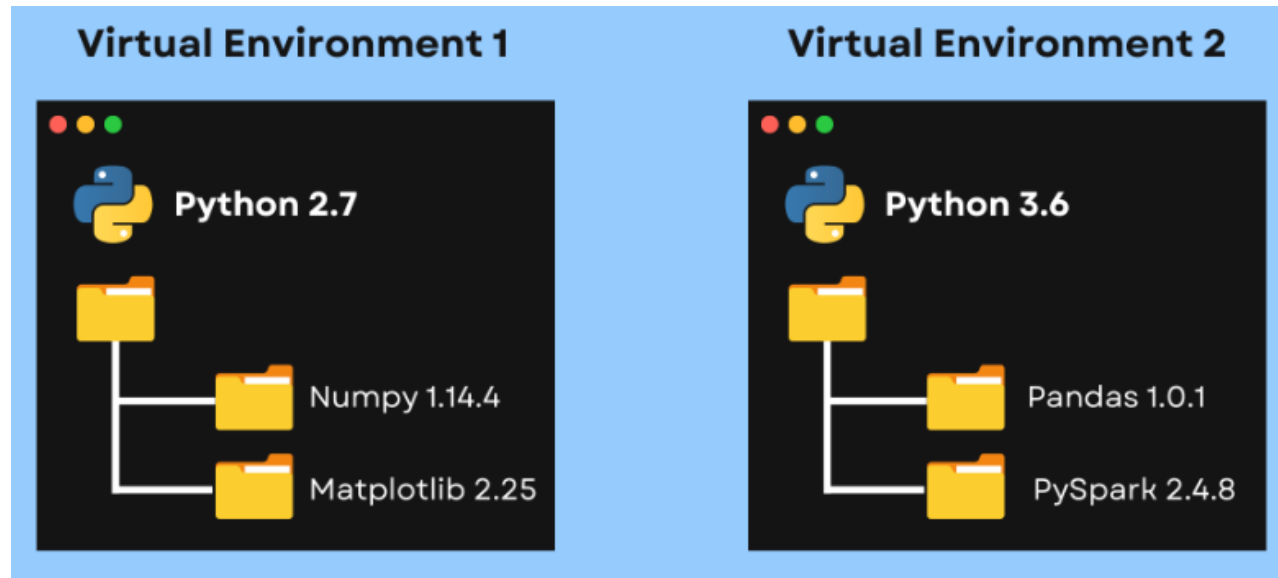 Virtual Environment 1
Python 2.7
Numpy 1.14.4
Matplotlib 2.25
Virtual Environment 2
Python 3.6
Pandas 1.0.1
PySpark 2.4.8